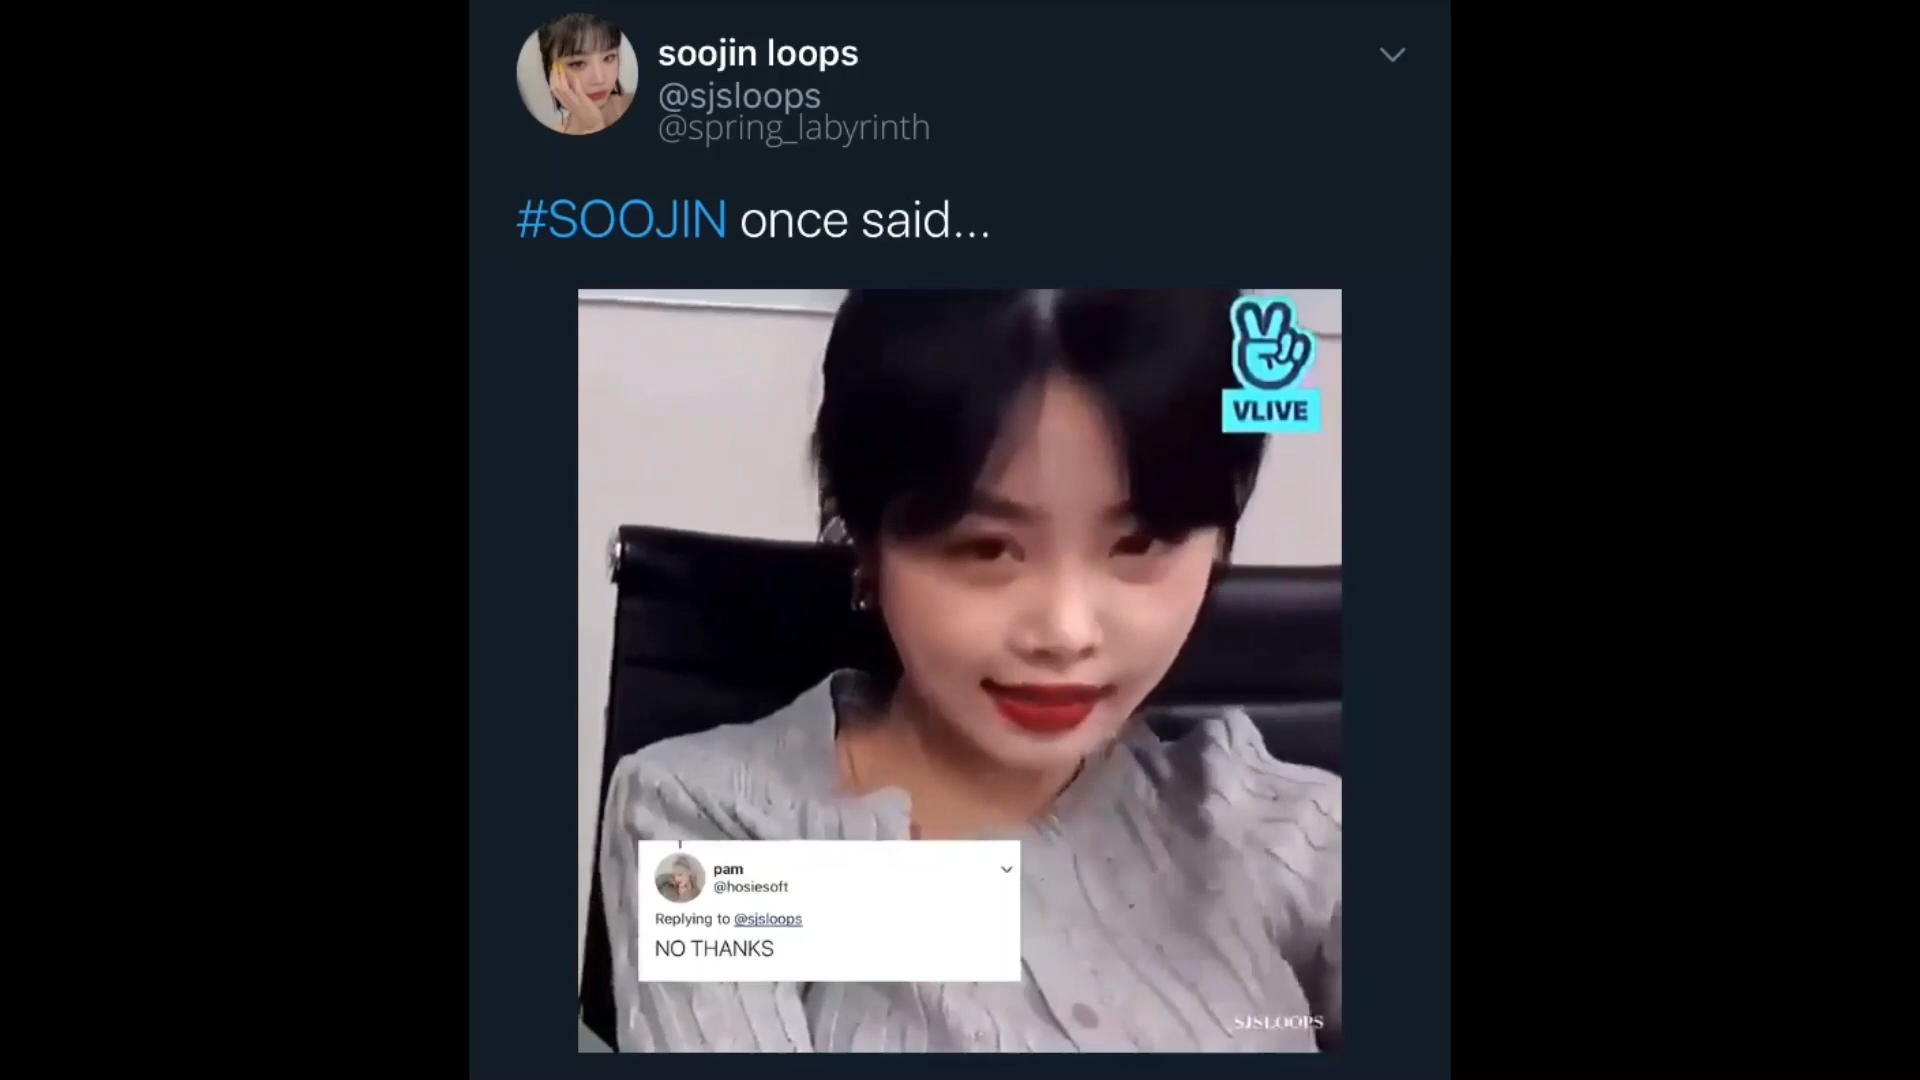 soojin loops
@sjsloops
@spring_labyrinth
#SOOJIN once said...
VLIVE
pam
@hosiesoft
Replying to @sjsloops
NO THANKS
SJSLOOPS